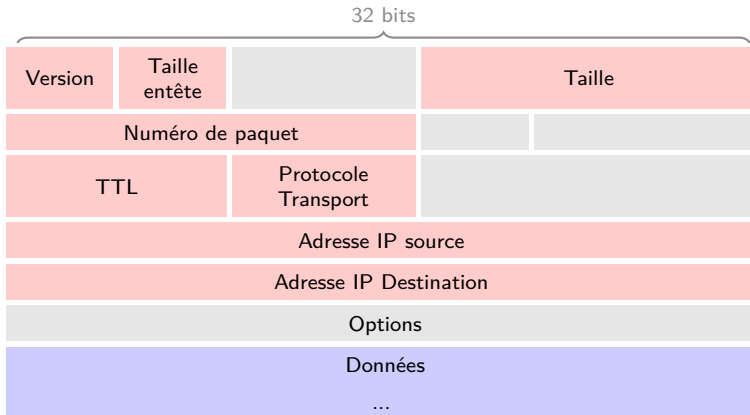 32 bits
Version
Taille
entête
Taille
Numéro de paquet
TTL
Protocole
Transport
Adresse IP source
Adresse IP Destination
Options
Données
...